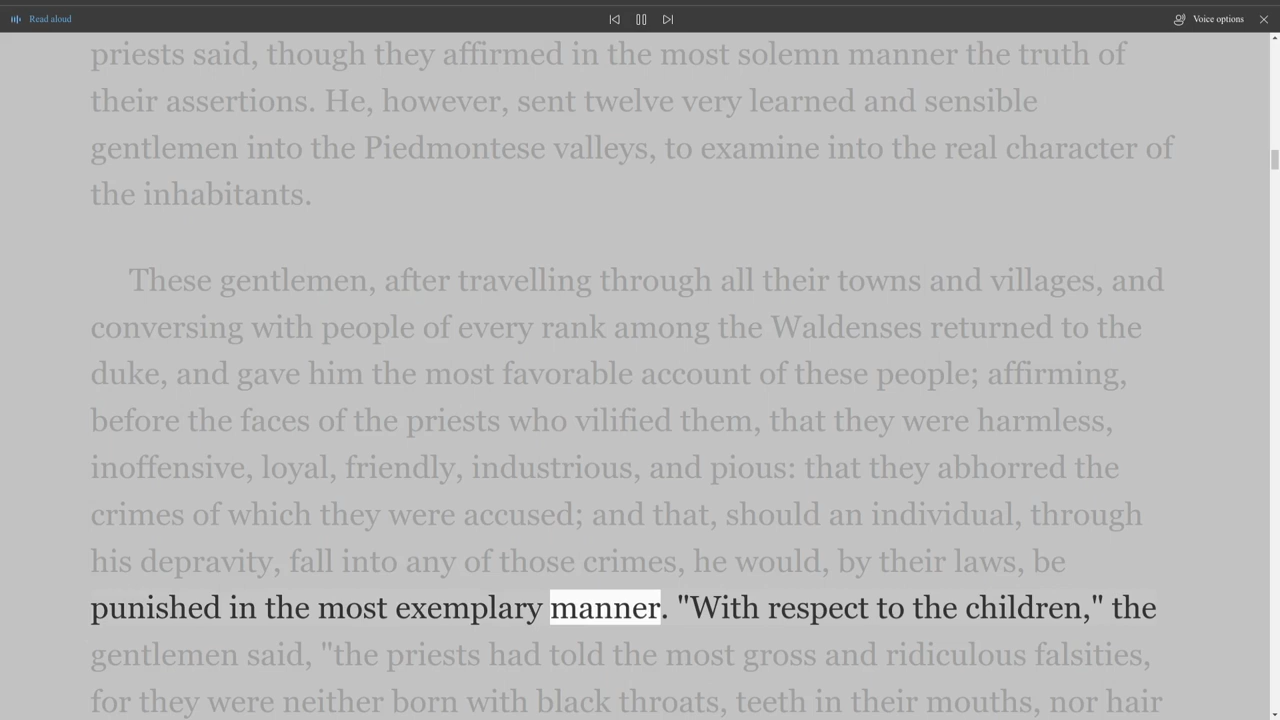 Read aloud
Voice options
priests said, though they affirmed in the most solemn manner the truth of
their assertions. He, however, sent twelve very learned and sensible
gentlemen into the Piedmontese valleys, to examine into the real character of
the inhabitants.
These gentlemen, after travelling through all their towns and villages, and
conversing with people of every rank among the Waldenses returned to the
duke, and gave him the most favorable account of these people; affirming,
before the faces of the priests who vilified them, that they were harmless,
inoffensive, loyal, friendly, industrious, and pious: that they abhorred the
crimes of which they were accused; and that, should an individual, through
his depravity, fall into any of those crimes, he would, by their laws, be
punished in the most exemplary manner. "With respect to the children," the
gentlemen said, "the priests had told the most gross and ridiculous falsities,
for they were neither born with black throats, teeth in their mouths, nor hair